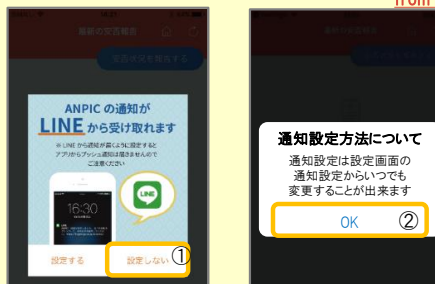 from
最新の安否報告
安否状況を報告する
ANPIC の通知が
LINE から受け取れます
※ LINE から通知が届くように設定すると
アプリからプッシュ通知は届きませんので
ご注意ください
16:30
LINE
設定する
設定しない
①
通知設定方法について
通知設定は設定画面の
通知設定からいつでも
変更することが出来ます
OK
②